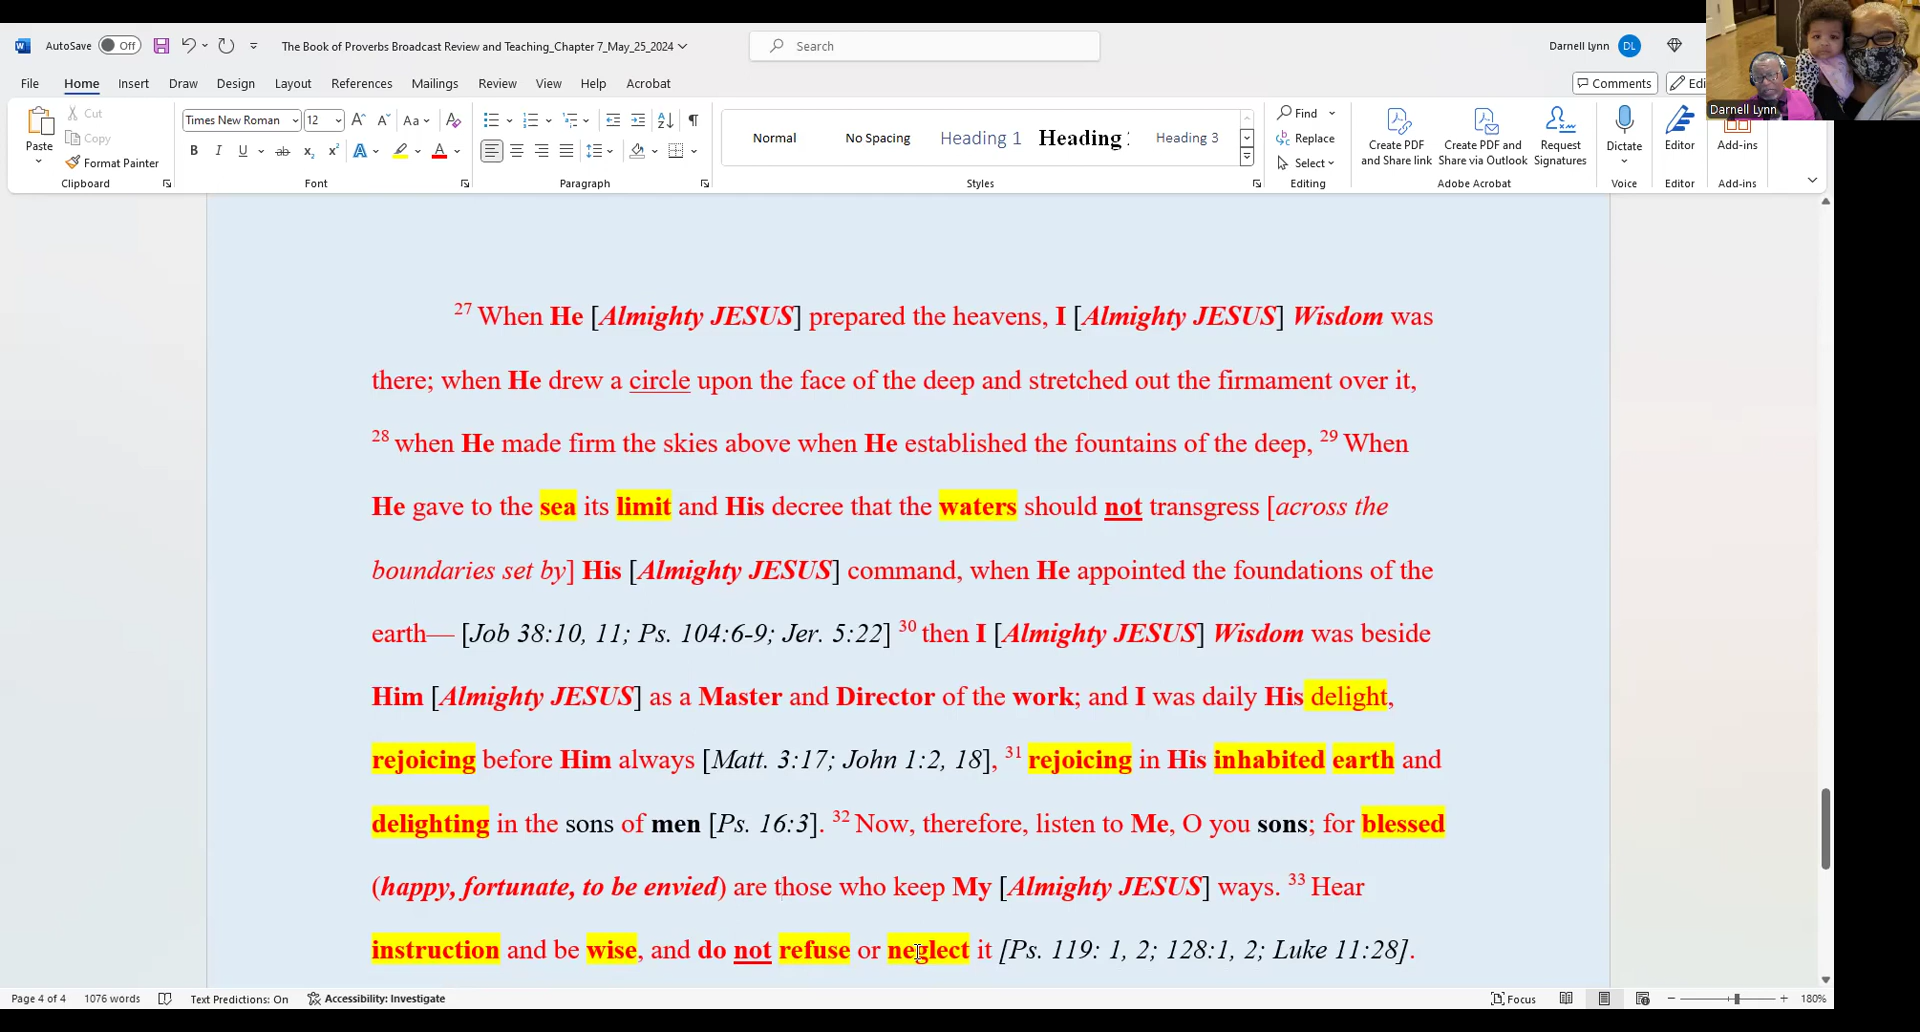 AutoSave Off The Book of Proverbs Broadcast Review and Teaching_Chapter 7_May_25_2024 Search Darnell Lynn DL
File Home Insert Draw Design Layout References Mailings Review View Help Acrobat Comments Edi
Darnell Lynn
Paste Cut Copy Format Painter Clipboard
Times New Roman 12 Font
Paragraph
Normal No Spacing Heading 1 Heading 2 Heading 3 Styles
Find Replace Select Editing
Create PDF and Share link Create PDF and Share via Outlook Request Signatures Adobe Acrobat
Dictate Voice Editor Editor Add-ins Add-ins
27 When He [Almighty JESUS] prepared the heavens, I [Almighty JESUS] Wisdom was
there; when He drew a circle upon the face of the deep and stretched out the firmament over it,
28 when He made firm the skies above when He established the fountains of the deep, 29 When
He gave to the sea its limit and His decree that the waters should not transgress [across the
boundaries set by] His [Almighty JESUS] command, when He appointed the foundations of the
earth— [Job 38:10, 11; Ps. 104:6-9; Jer. 5:22] 30 then I [Almighty JESUS] Wisdom was beside
Him [Almighty JESUS] as a Master and Director of the work; and I was daily His delight,
rejoicing before Him always [Matt. 3:17; John 1:2, 18], 31 rejoicing in His inhabited earth and
delighting in the sons of men [Ps. 16:3]. 32 Now, therefore, listen to Me, O you sons; for blessed
(happy, fortunate, to be envied) are those who keep My [Almighty JESUS] ways. 33 Hear
instruction and be wise, and do not refuse or neglect it [Ps. 119: 1, 2; 128:1, 2; Luke 11:28].
Page 4 of 4 1076 words Text Predictions: On Accessibility: Investigate Focus 180%